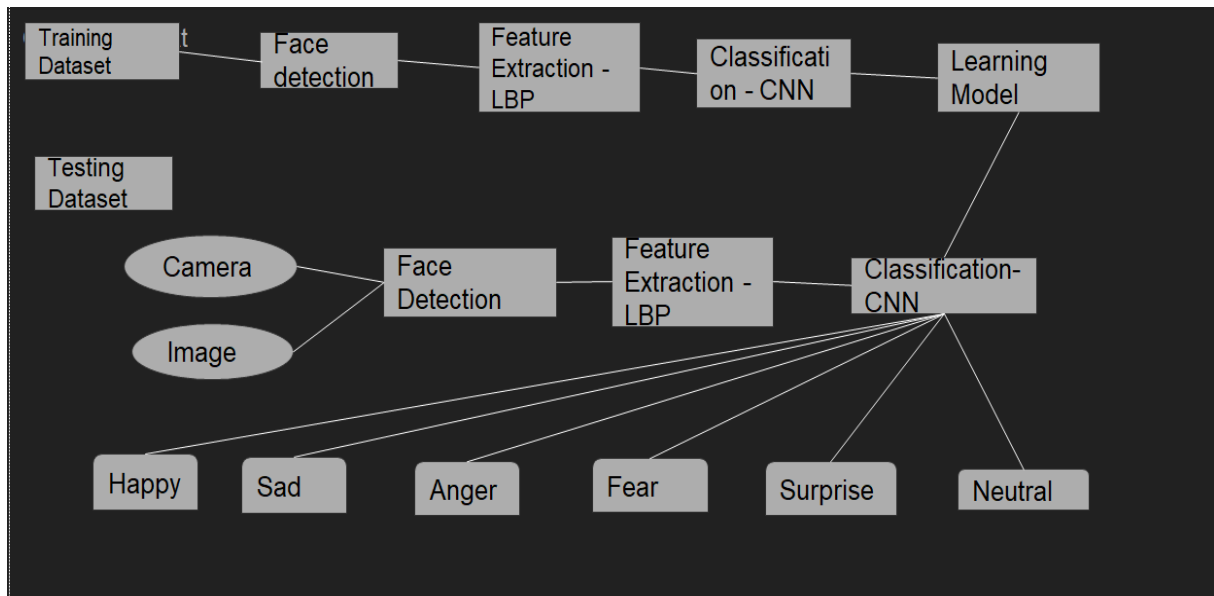 Training
Dataset
Face
detection
Feature
Extraction -
LBP
Classificati
on - CNN
Learning
Model
Testing
Dataset
Camera
Image
Face
Detection
Feature
Extraction -
LBP
Classification-
CNN
Happy
Sad
Anger
Fear
Surprise
Neutral